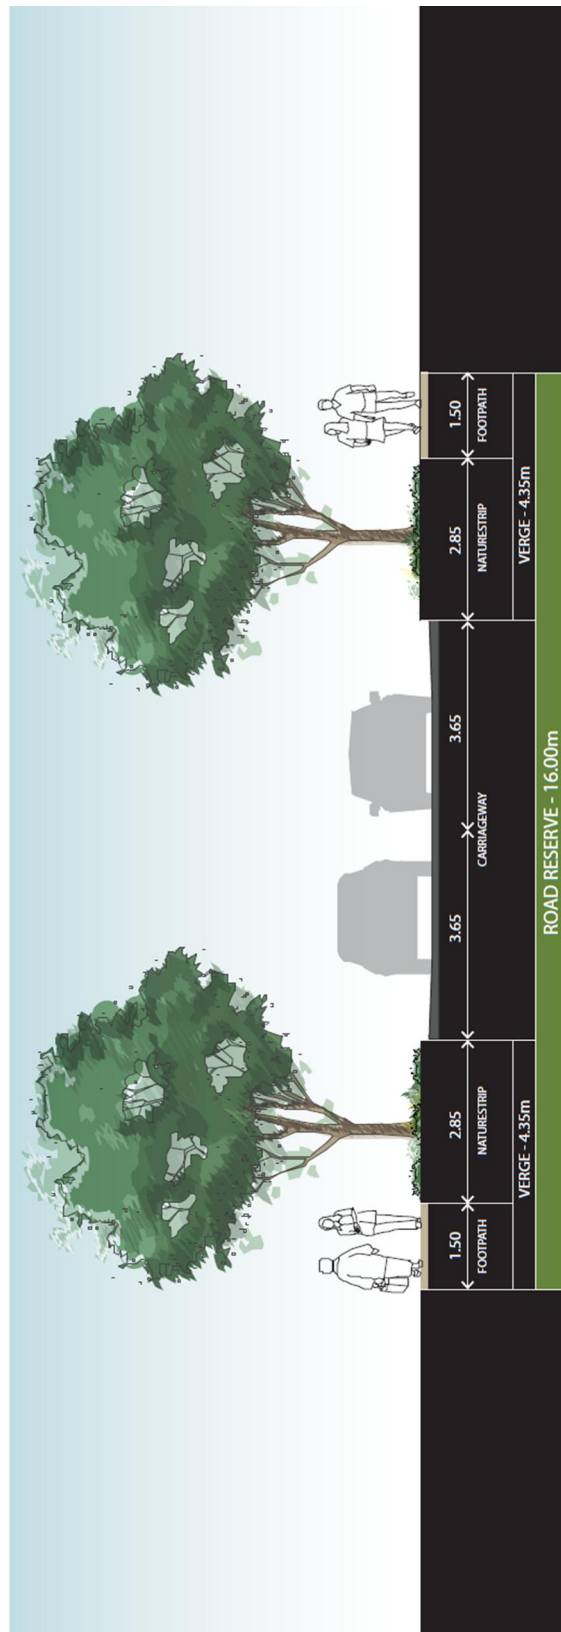 1.50
2.85
3.65
3.65
2.85
1.50
FOOTPATH
NATURESTRIP
CARRIAGEWAY
NATURESTRIP
FOOTPATH
VERGE - 4.35m
VERGE - 4.35m
ROAD RESERVE - 16.00m